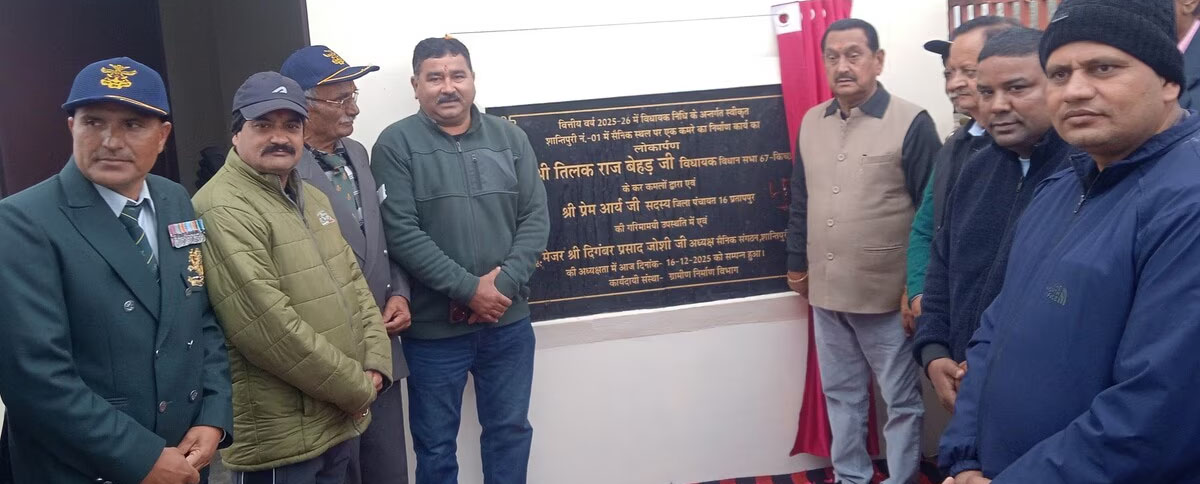 वित्तीय वर्ष 2025-26 में विधायक निधि के अन्तर्गत स्वीकृत
शान्तिपुरी नं.-01 में सैनिक स्थल पर एक कमरे का निर्माण कार्य का
लोकार्पण
श्री तिलक राज बेहड़ जी विधायक विधान सभा 67-किच्छा
के कर कमलों द्वारा एवं
श्री प्रेम आर्य जी सदस्य जिला पंचायत 16 प्रतापपुर
की गरिमामयी उपस्थति में एवं
मेजर श्री दिगंबर प्रसाद जोशी जी अध्यक्ष सैनिक संगठन,शान्तिपुरी
की अध्यक्षता में आज दिनांक- 16-12-2025 को सम्पन्न हुआ।
कार्यदायी संस्था- ग्रामीण निर्माण विभाग